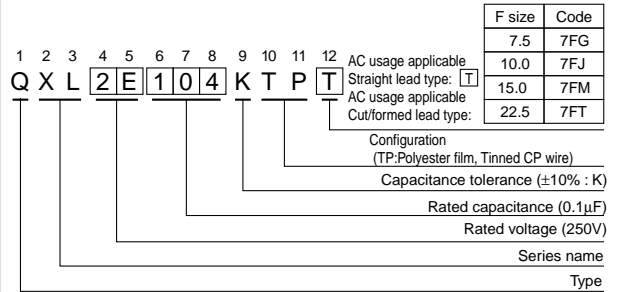 F size Code
7.5 7FG
10.0 7FJ
15.0 7FM
22.5 7FT
1 2 3 4 5 6 7 8 9 10 11 12
Q X L 2 E 1 0 4 K T P T
AC usage applicable
Straight lead type: T
AC usage applicable
Cut/formed lead type:
Configuration
(TP:Polyester film, Tinned CP wire)
Capacitance tolerance (±10% : K)
Rated capacitance (0.1μF)
Rated voltage (250V)
Series name
Type